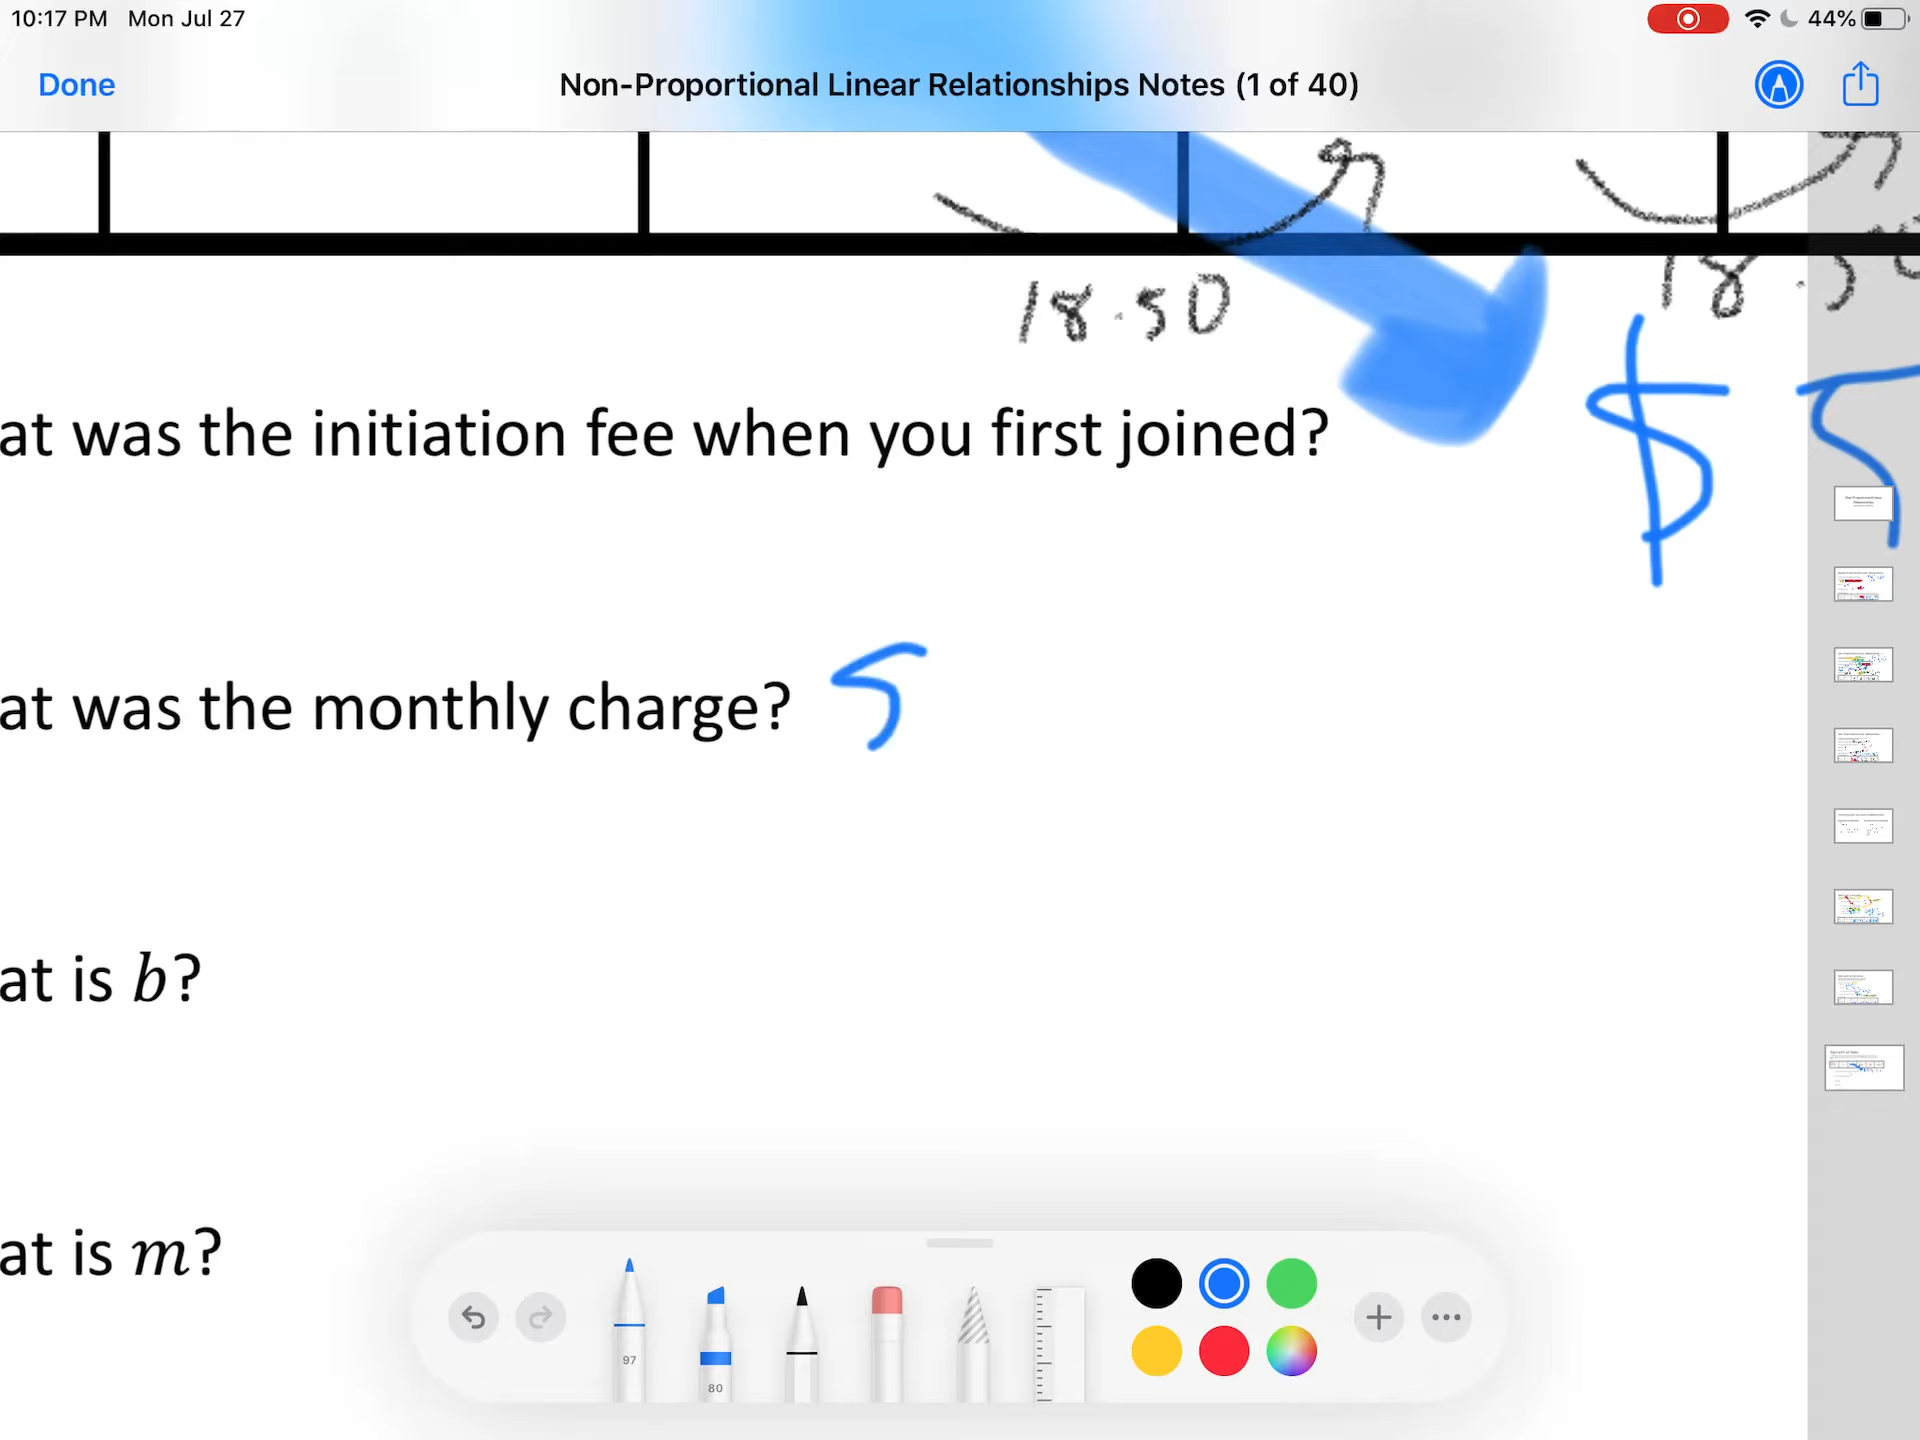 10:17 PM Mon Jul 27
44%
Done
Non-Proportional Linear Relationships Notes (1 of 40)
18.50
18.50
at was the initiation fee when you first joined? $ 5
at was the monthly charge?
at is b?
at is m?
97
80